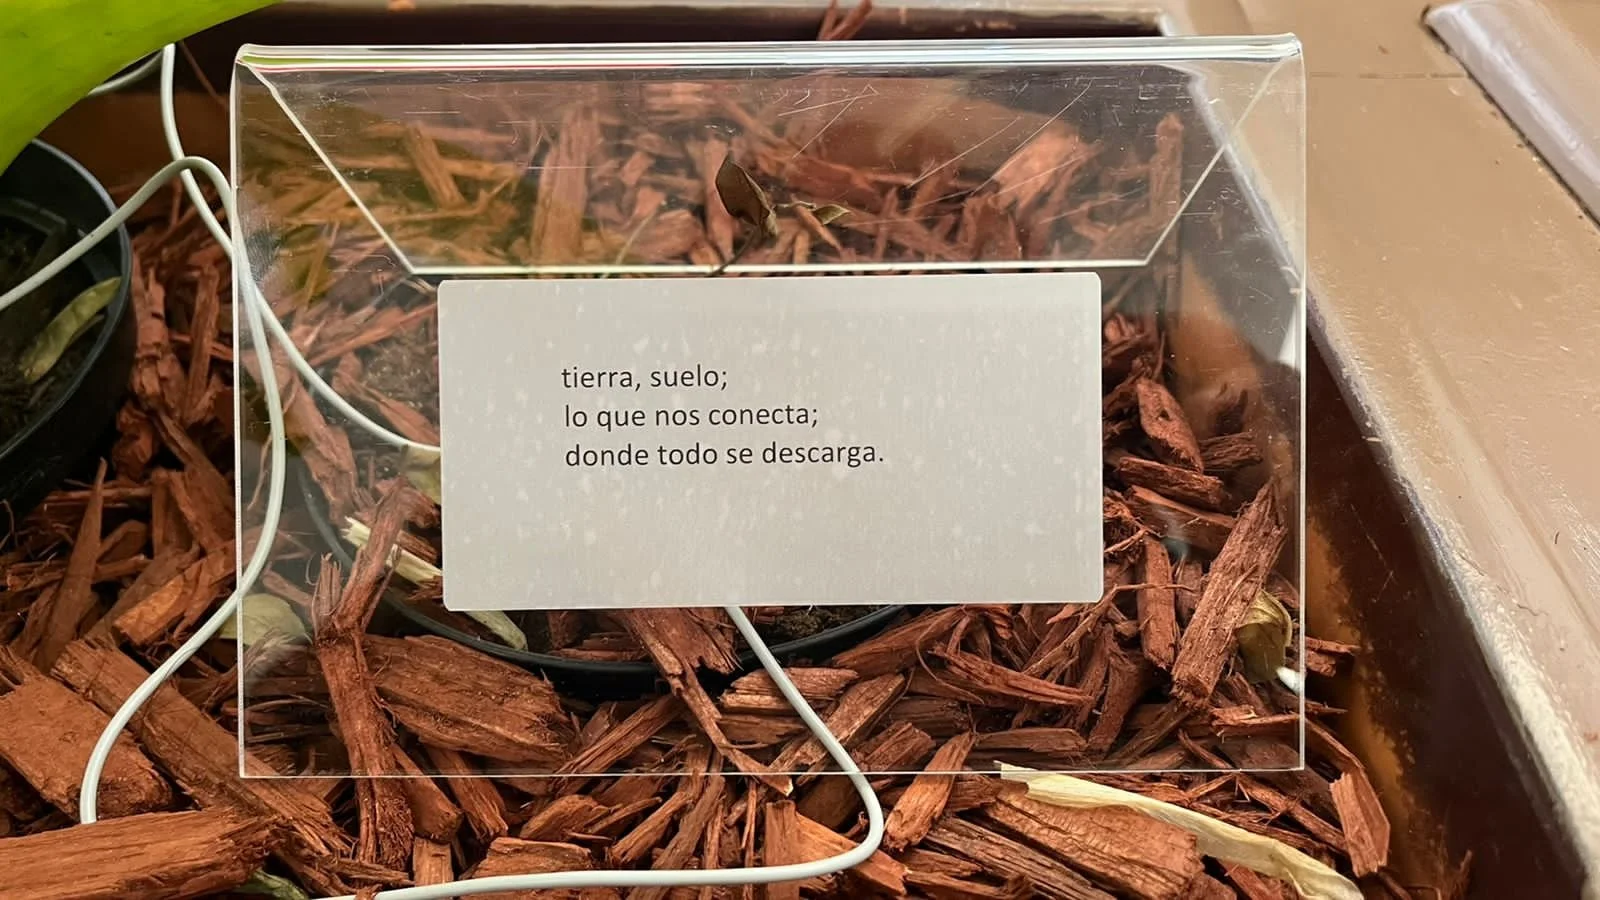 tierra, suelo;
lo que nos conecta;
donde todo se descarga.